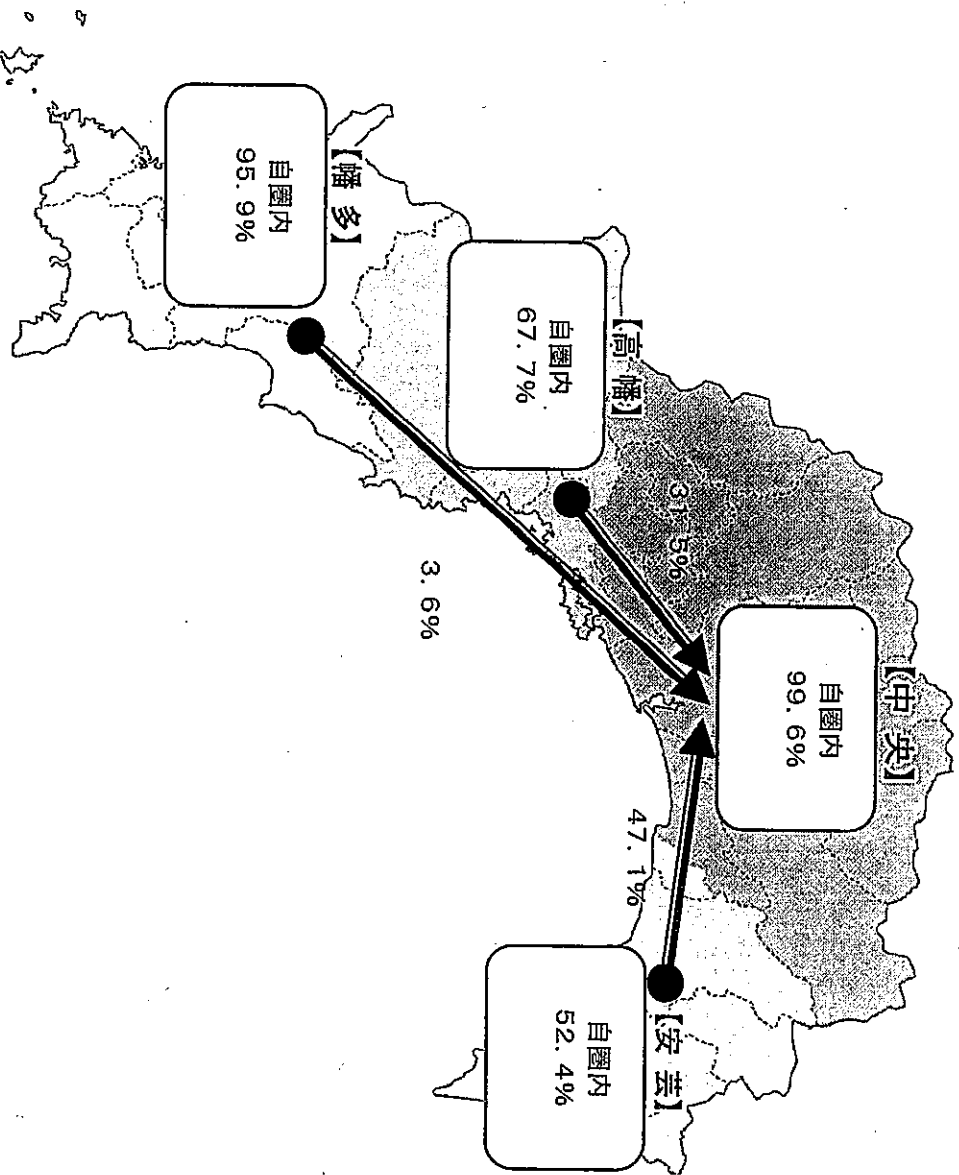 【中 央】
自圏内
99.6%
31.5%
【高 幡】
自圏内
67.7%
【幡 多】
自圏内
95.9%
3.6%
47.1%
【安 芸】
自圏内
52.4%